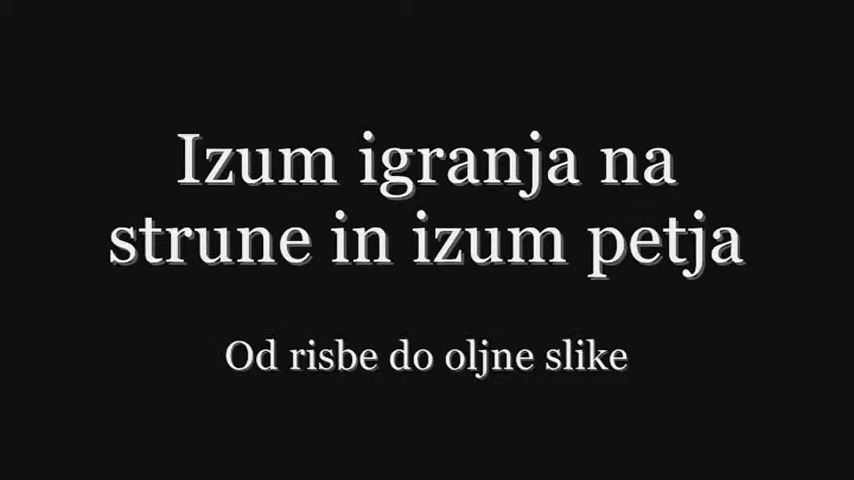 Izum igranja na
strune in izum petja
Od risbe do oljne slike